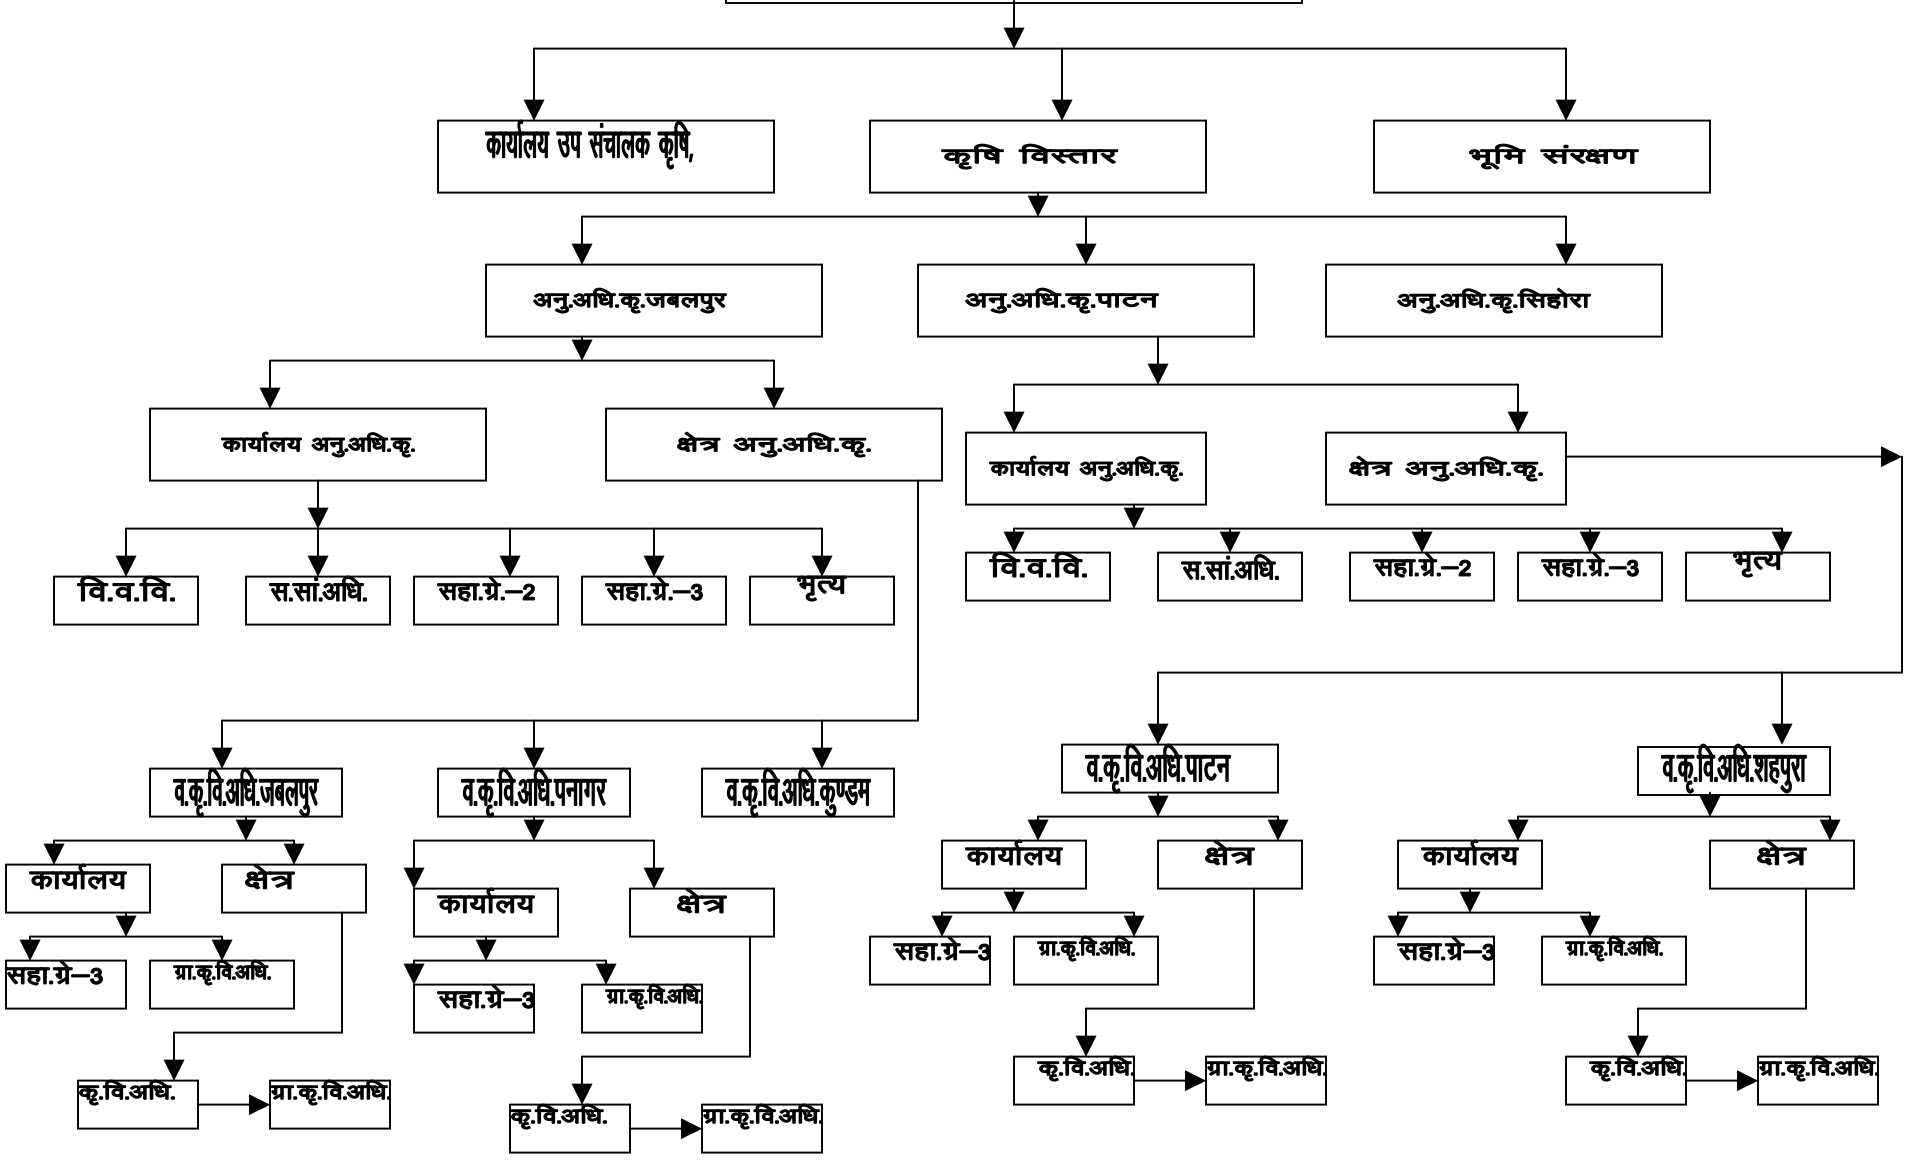 कार्यालय उप संचालक कृषि,
कृषि विस्तार
भूमि संरक्षण
अनु.अधि.कृ.जबलपुर
अनु.अधि.कृ.पाटन
अनु.अधि.कृ.सिहोरा
कार्यालय अनु.अधि.कृ.
क्षेत्र अनु.अधि.कृ.
कार्यालय अनु.अधि.कृ.
क्षेत्र अनु.अधि.कृ.
वि.व.वि.
स.सां.अधि.
सहा.ग्रे.–2
सहा.ग्रे.–3
भृत्य
वि.व.वि.
स.सां.अधि.
सहा.ग्रे.–2
सहा.ग्रे.–3
भृत्य
व.कृ.वि.अधि.जबलपुर
व.कृ.वि.अधि.पनागर
व.कृ.वि.अधि.कुण्डम
व.कृ.वि.अधि.पाटन
व.कृ.वि.अधि.शहपुरा
कार्यालय
क्षेत्र
कार्यालय
क्षेत्र
कार्यालय
क्षेत्र
कार्यालय
क्षेत्र
सहा.ग्रे–3
ग्रा.कृ.वि.अधि.
सहा.ग्रे–3
ग्रा.कृ.वि.अधि.
सहा.ग्रे–3
ग्रा.कृ.वि.अधि.
सहा.ग्रे–3
ग्रा.कृ.वि.अधि.
कृ.वि.अधि.
ग्रा.कृ.वि.अधि.
कृ.वि.अधि.
ग्रा.कृ.वि.अधि.
कृ.वि.अधि.
ग्रा.कृ.वि.अधि.
कृ.वि.अधि.
ग्रा.कृ.वि.अधि.